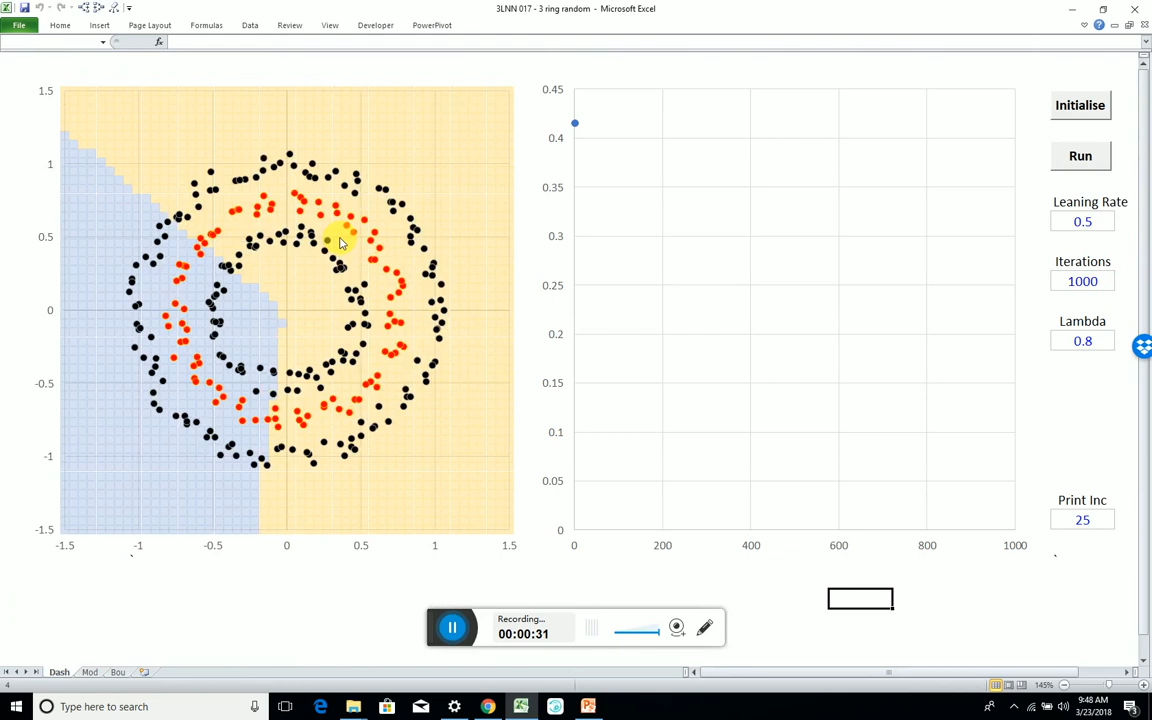 3LNN 017 - 3 ring random - Microsoft Excel
File Home Insert Page Layout Formulas Data Review View Developer PowerPivot
fx
1.5
1
0.5
0
-0.5
-1
-1.5
-1.5 -1 -0.5 0 0.5 1 1.5
0.45
0.4
0.35
0.3
0.25
0.2
0.15
0.1
0.05
0
0 200 400 600 800 1000
Initialise
Run
Leaning Rate
0.5
Iterations
1000
Lambda
0.8
Print Inc
25
Recording...
00:00:31
Dash Mod Bou
4
145%
Type here to search
9:48 AM
3/23/2018
3